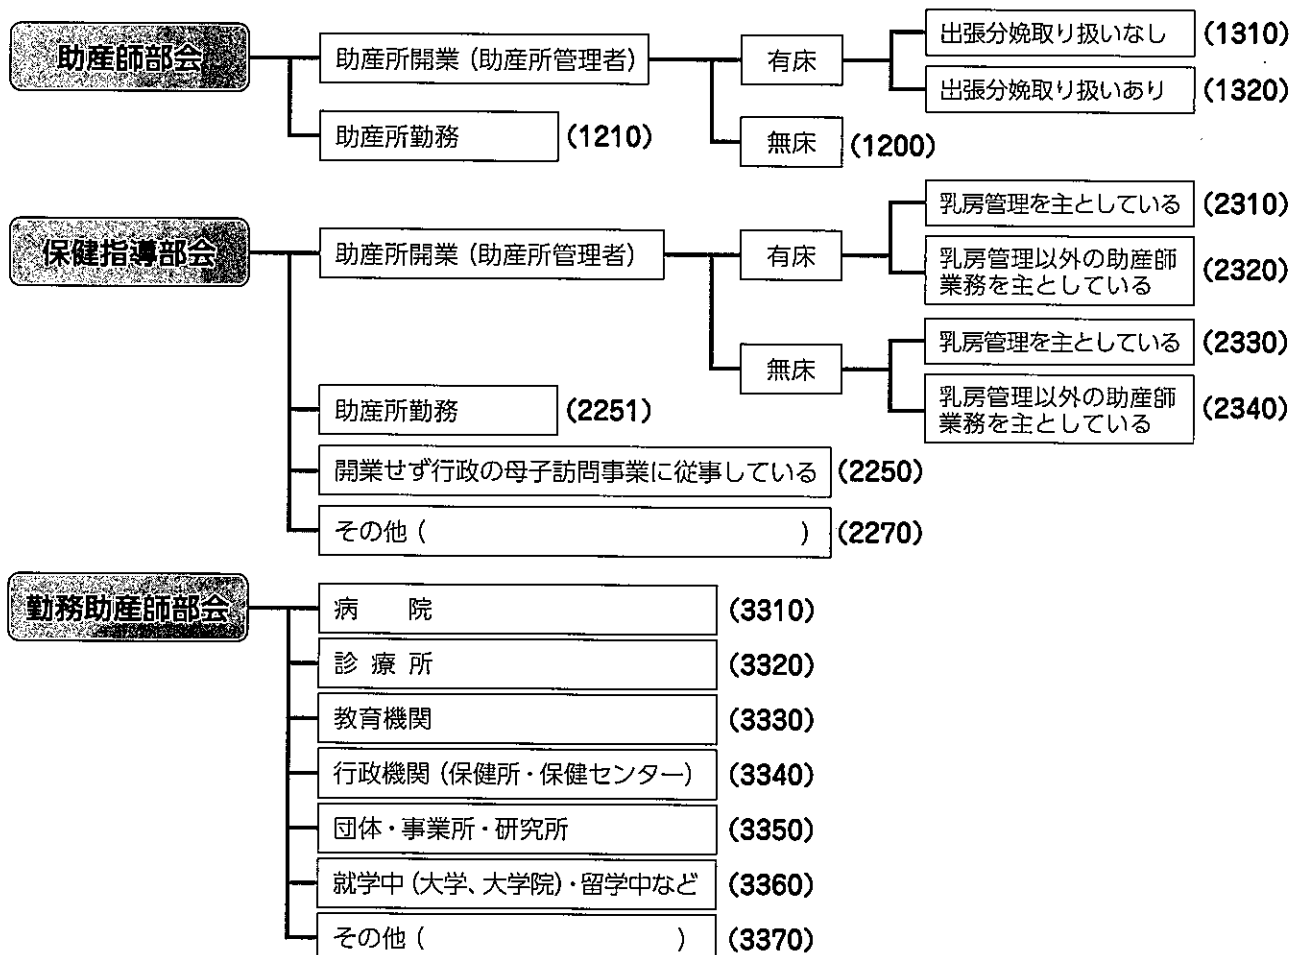 助産師部会
助産所開業（助産所管理者）
有床
出張分娩取り扱いなし (1310)
出張分娩取り扱いあり (1320)
無床 (1200)
助産所勤務 (1210)
保健指導部会
助産所開業（助産所管理者）
有床
乳房管理を主としている (2310)
乳房管理以外の助産師
業務を主としている (2320)
無床
乳房管理を主としている (2330)
乳房管理以外の助産師
業務を主としている (2340)
助産所勤務 (2251)
開業せず行政の母子訪問事業に従事している (2250)
その他（　　　　　　　　　　） (2270)
勤務助産師部会
病　　院 (3310)
診 療 所 (3320)
教育機関 (3330)
行政機関（保健所・保健センター） (3340)
団体・事業所・研究所 (3350)
就学中（大学、大学院）・留学中など (3360)
その他（　　　　　　　） (3370)